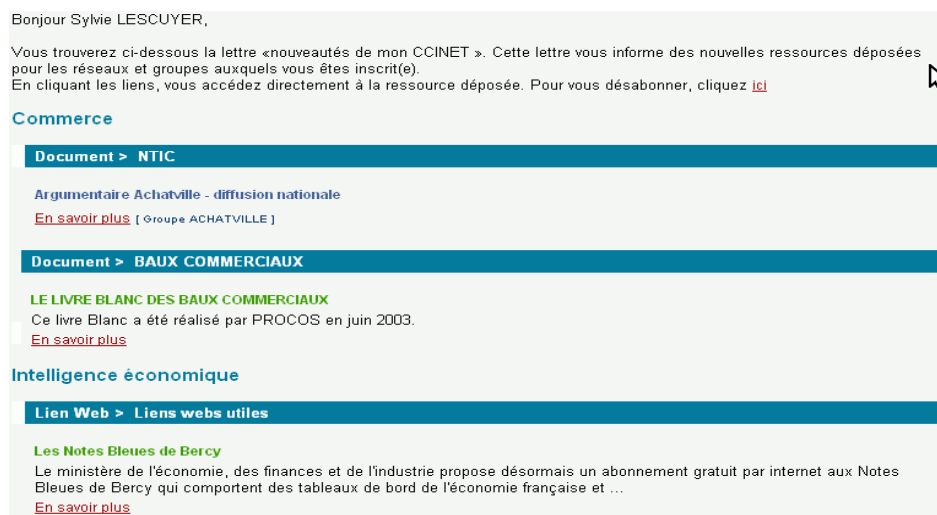 Bonjour Sylvie LESCUYER,
Vous trouverez ci-dessous la lettre «nouveautés de mon CCINET ». Cette lettre vous informe des nouvelles ressources déposées
pour les réseaux et groupes auxquels vous êtes inscrit(e).
En cliquant les liens, vous accédez directement à la ressource déposée. Pour vous désabonner, cliquez ici
Commerce
Document > NTIC
Argumentaire Achatville - diffusion nationale
En savoir plus [ Groupe ACHATVILLE ]
Document > BAUX COMMERCIAUX
LE LIVRE BLANC DES BAUX COMMERCIAUX
Ce livre Blanc a été réalisé par PROCOS en juin 2003.
En savoir plus
Intelligence économique
Lien Web > Liens webs utiles
Les Notes Bleues de Bercy
Le ministère de l'économie, des finances et de l'industrie propose désormais un abonnement gratuit par internet aux Notes
Bleues de Bercy qui comportent des tableaux de bord de l'économie française et ...
En savoir plus